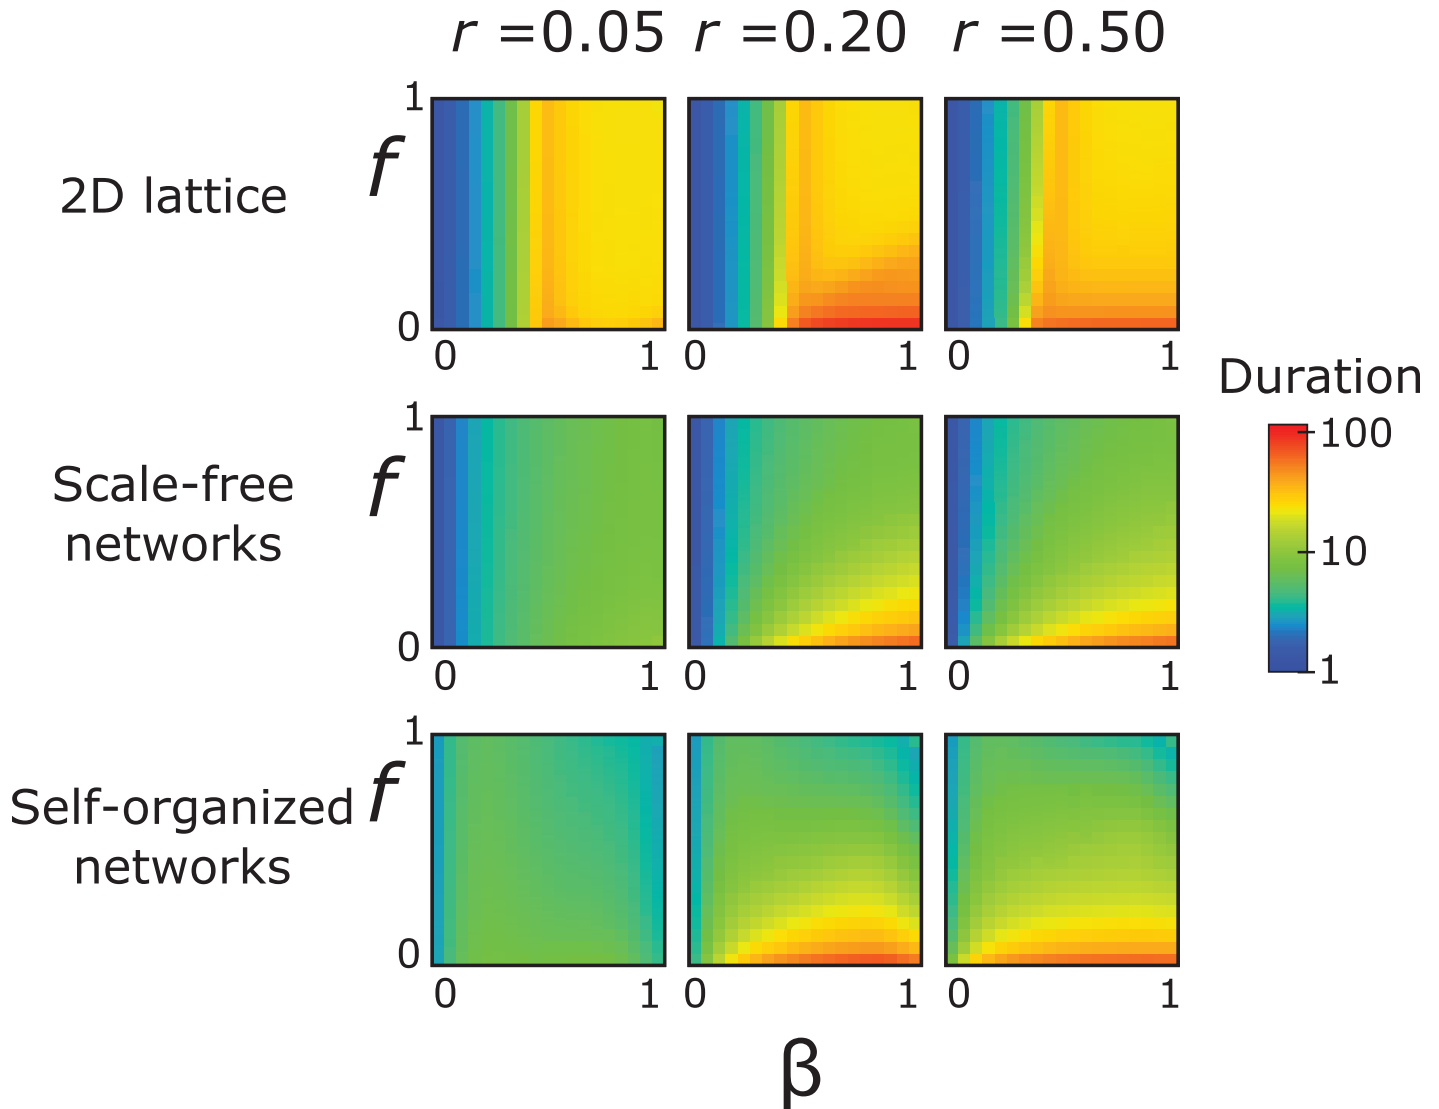 r =0.05 r =0.20 r =0.50
1
f
2D lattice
0
0 1 0 1 0 1
Duration
1
f
Scale-free
networks
0
0 1 0 1 0 1
100
10
1
1
f
Self-organized
networks
0
0 1 0 1 0 1
β